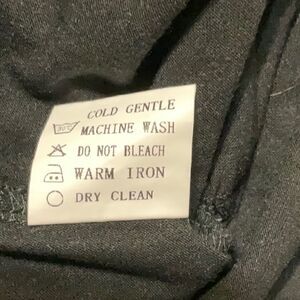 COLD GENTLE
MACHINE WASH
DO NOT BLEACH
WARM IRON
DRY CLEAN